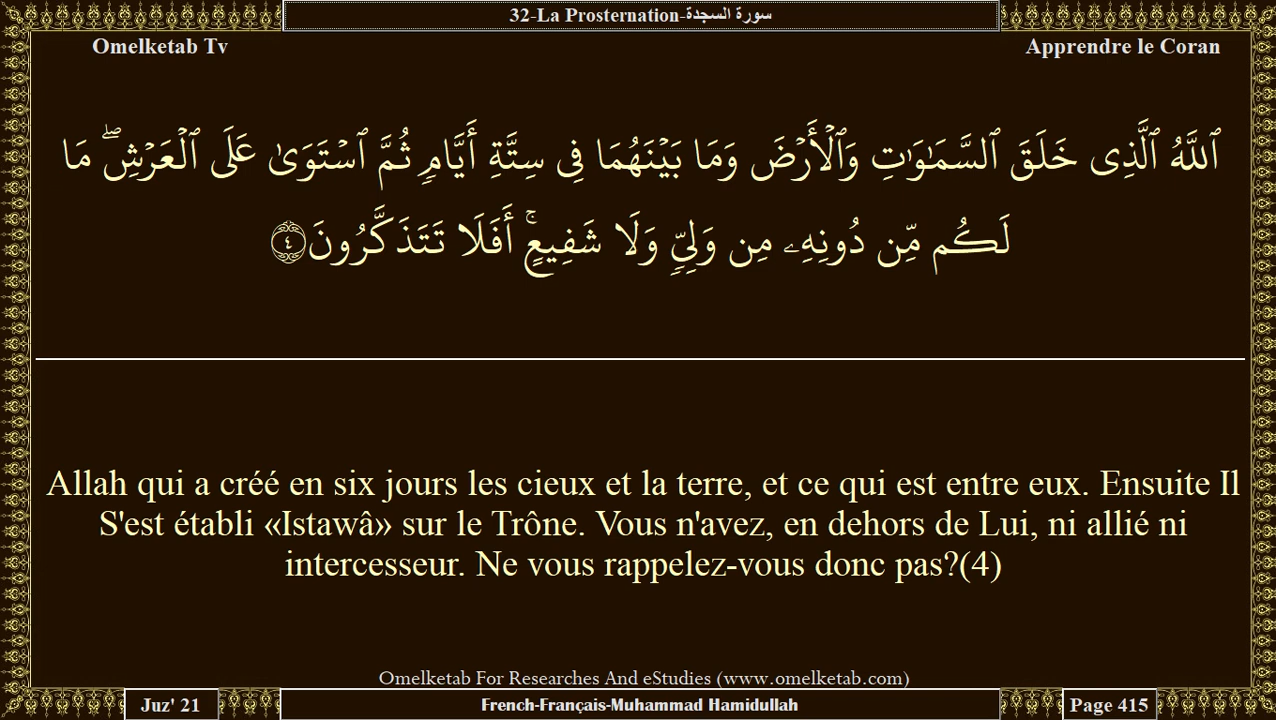 32-La Prosternation-سورة السجدة
Omelketab Tv
Apprendre le Coran
ٱللَّهُ ٱلَّذِى خَلَقَ ٱلسَّمَـٰوَٰتِ وَٱلْأَرْضَ وَمَا بَيْنَهُمَا فِى سِتَّةِ أَيَّامٍۢ ثُمَّ ٱسْتَوَىٰ عَلَى ٱلْعَرْشِ ۖ مَا
لَكُم مِّن دُونِهِۦ مِن وَلِىٍّۢ وَلَا شَفِيعٍ ۚ أَفَلَا تَتَذَكَّرُونَ ﴿٤﴾
Allah qui a créé en six jours les cieux et la terre, et ce qui est entre eux. Ensuite Il
S'est établi «Istawâ» sur le Trône. Vous n'avez, en dehors de Lui, ni allié ni
intercesseur. Ne vous rappelez-vous donc pas?(4)
Omelketab For Researches And eStudies (www.omelketab.com)
Juz' 21
French-Français-Muhammad Hamidullah
Page 415